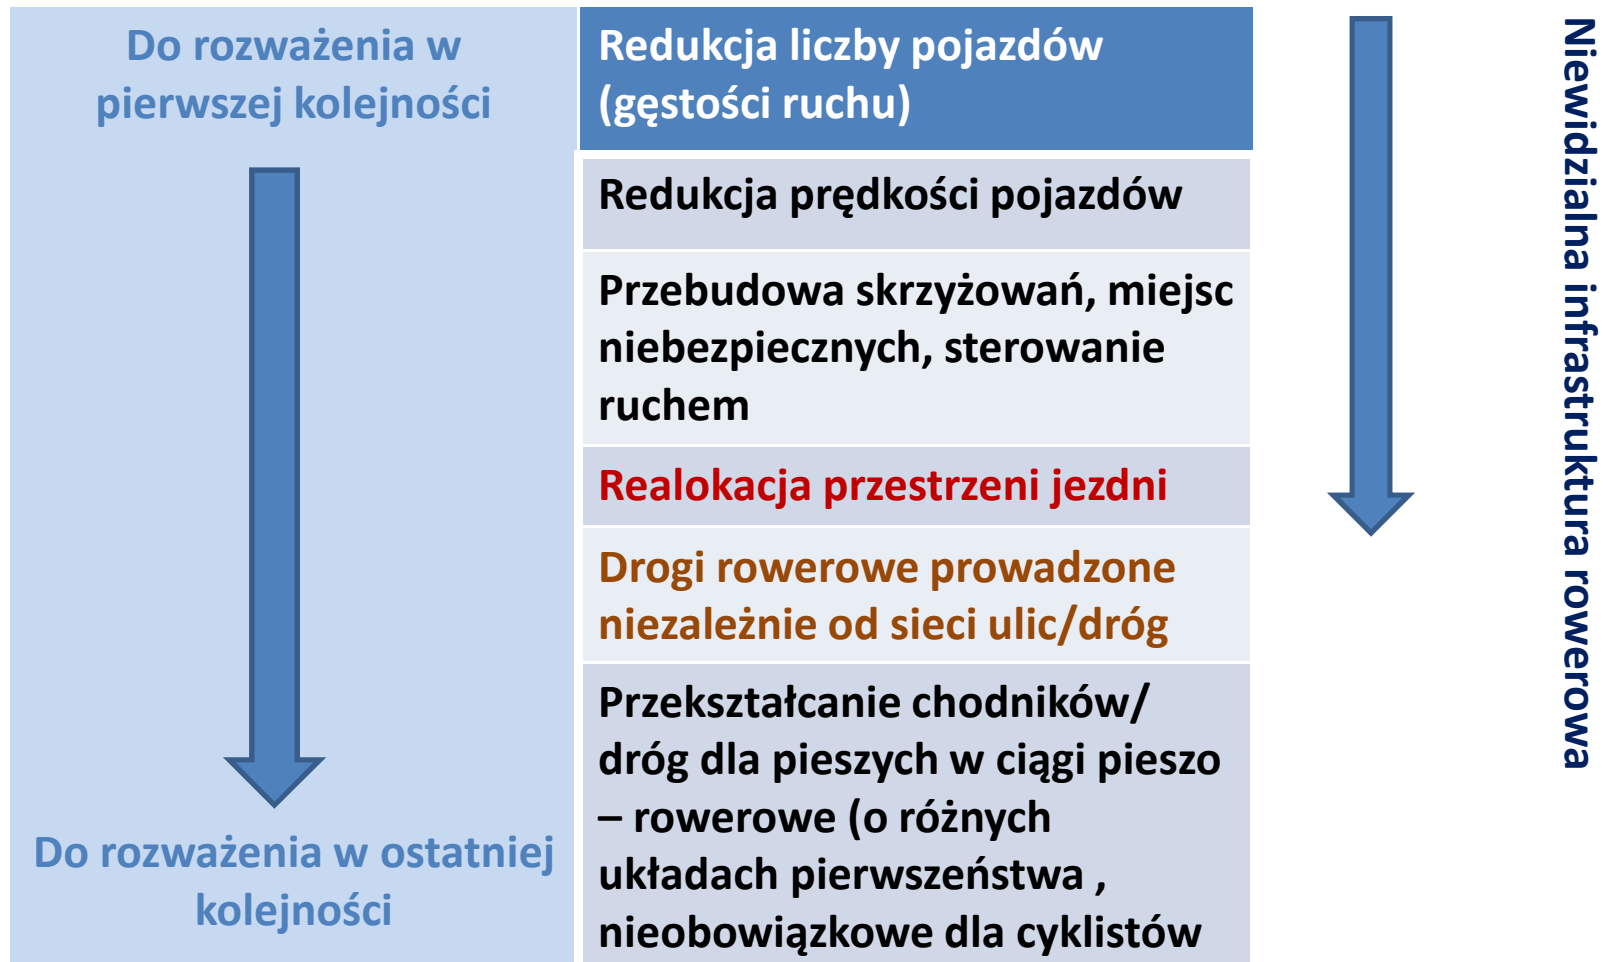 Do rozważenia w
pierwszej kolejności
Do rozważenia w ostatniej
kolejności
Redukcja liczby pojazdów
(gęstości ruchu)
Redukcja prędkości pojazdów
Przebudowa skrzyżowań, miejsc
niebezpiecznych, sterowanie
ruchem
Realokacja przestrzeni jezdni
Drogi rowerowe prowadzone
niezależnie od sieci ulic/dróg
Przekształcanie chodników/
dróg dla pieszych w ciągi pieszo
– rowerowe (o różnych
układach pierwszeństwa ,
nieobowiązkowe dla cyklistów
Niewidzialna infrastruktura rowerowa